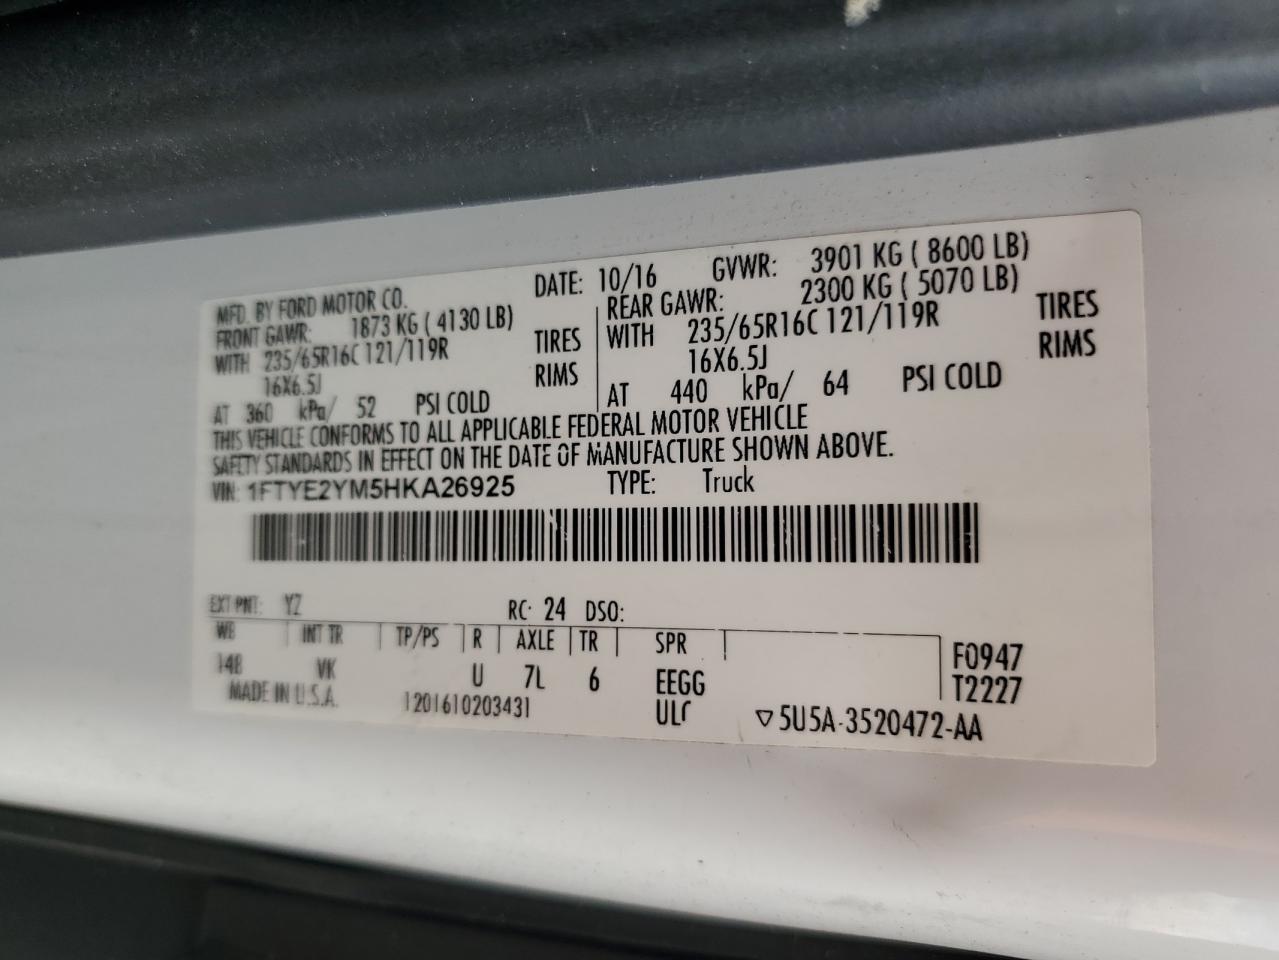 MFD. BY FORD MOTOR CO. DATE: 10/16 GVWR: 3901 KG ( 8600 LB)
FRONT GAWR: 1873 KG ( 4130 LB) REAR GAWR: 2300 KG ( 5070 LB)
WITH 235/65R16C 121/119R TIRES WITH 235/65R16C 121/119R TIRES
16X6.5J RIMS 16X6.5J RIMS
AT 360 kPa/ 52 PSI COLD AT 440 kPa/ 64 PSI COLD
THIS VEHICLE CONFORMS TO ALL APPLICABLE FEDERAL MOTOR VEHICLE
SAFETY STANDARDS IN EFFECT ON THE DATE OF MANUFACTURE SHOWN ABOVE.
VIN: 1FTYE2YM5HKA26925 TYPE: Truck
EXT PNT: YZ RC: 24 DSO:
WB INT TR TP/PS R AXLE TR SPR F0947
148 VK U 7L 6 EEGG T2227
MADE IN U.S.A. 1201610203431 ▽5U5A-3520472-AA